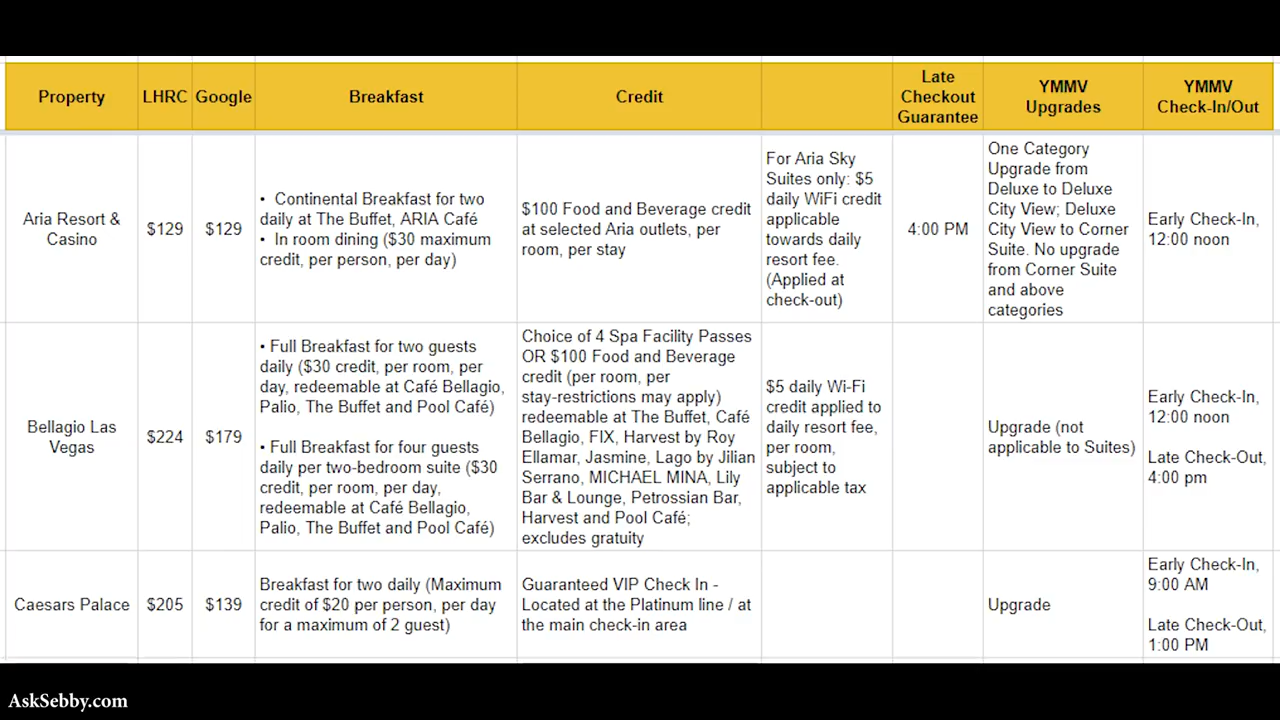 Property LHRC Google Breakfast Credit Late Checkout Guarantee YMMV Upgrades YMMV Check-In/Out
Aria Resort &
Casino
$129
$129
• Continental Breakfast for two
daily at The Buffet, ARIA Café
• In room dining ($30 maximum
credit, per person, per day)
$100 Food and Beverage credit
at selected Aria outlets, per
room, per stay
For Aria Sky
Suites only: $5
daily WiFi credit
applicable
towards daily
resort fee.
(Applied at
check-out)
4:00 PM
One Category
Upgrade from
Deluxe to Deluxe
City View; Deluxe
City View to Corner
Suite. No upgrade
from Corner Suite
and above
categories
Early Check-In,
12:00 noon
Bellagio Las
Vegas
$224
$179
• Full Breakfast for two guests
daily ($30 credit, per room, per
day, redeemable at Café Bellagio,
Palio, The Buffet and Pool Café)
• Full Breakfast for four guests
daily per two-bedroom suite ($30
credit, per room, per day,
redeemable at Café Bellagio,
Palio, The Buffet and Pool Café)
Choice of 4 Spa Facility Passes
OR $100 Food and Beverage
credit (per room, per
stay-restrictions may apply)
redeemable at The Buffet, Café
Bellagio, FIX, Harvest by Roy
Ellamar, Jasmine, Lago by Jilian
Serrano, MICHAEL MINA, Lily
Bar & Lounge, Petrossian Bar,
Harvest and Pool Café;
excludes gratuity
$5 daily Wi-Fi
credit applied to
daily resort fee,
per room,
subject to
applicable tax
Upgrade (not
applicable to Suites)
Early Check-In,
12:00 noon
Late Check-Out,
4:00 pm
Caesars Palace
$205
$139
Breakfast for two daily (Maximum
credit of $20 per person, per day
for a maximum of 2 guest)
Guaranteed VIP Check In -
Located at the Platinum line / at
the main check-in area
Upgrade
Early Check-In,
9:00 AM
Late Check-Out,
1:00 PM
AskSebby.com